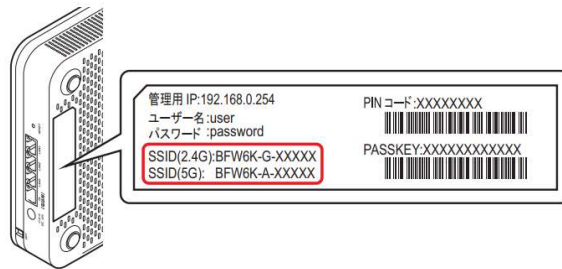 管理用 IP:192.168.0.254
ユーザー名:user
パスワード :password
SSID(2.4G):BFW6K-G-XXXXX
SSID(5G): BFW6K-A-XXXXX
PIN コード:XXXXXXXX
PASSKEY:XXXXXXXXXXXX